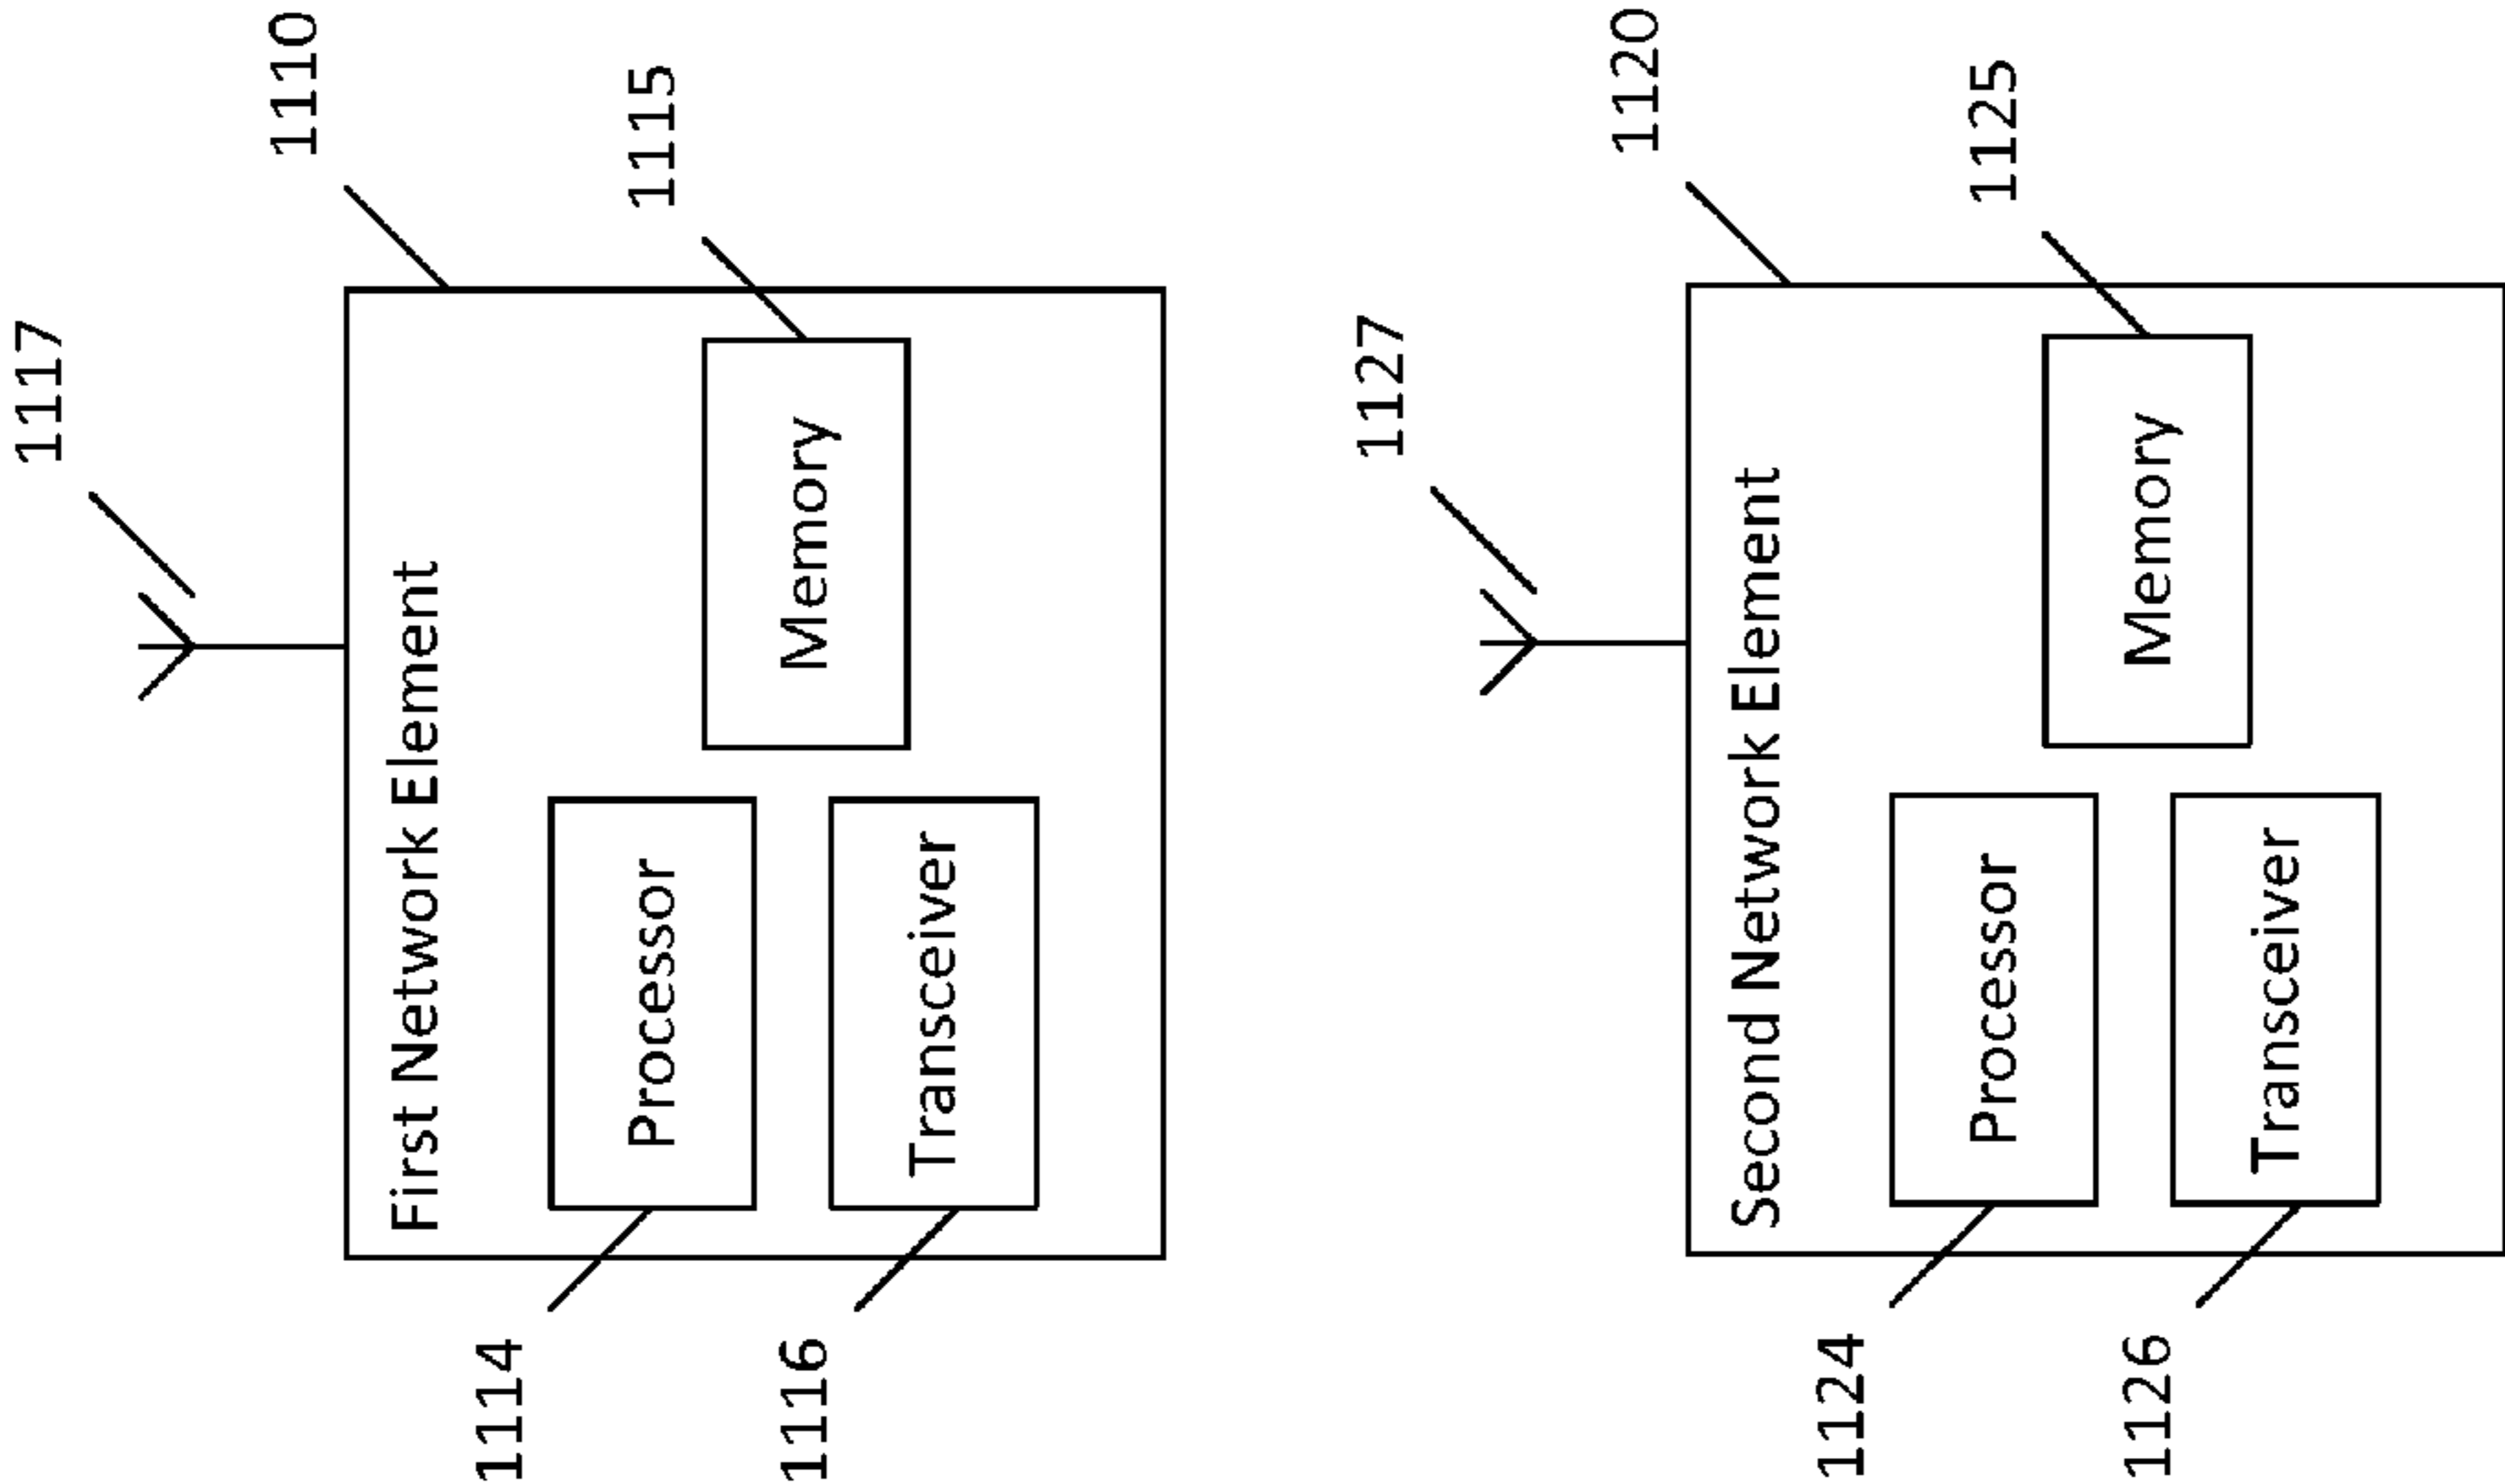 1117
1110
First Network Element
1114
Processor
Memory
1115
1116
Transceiver
1127
1120
Second Network Element
1124
Processor
Memory
1125
1126
Transceiver